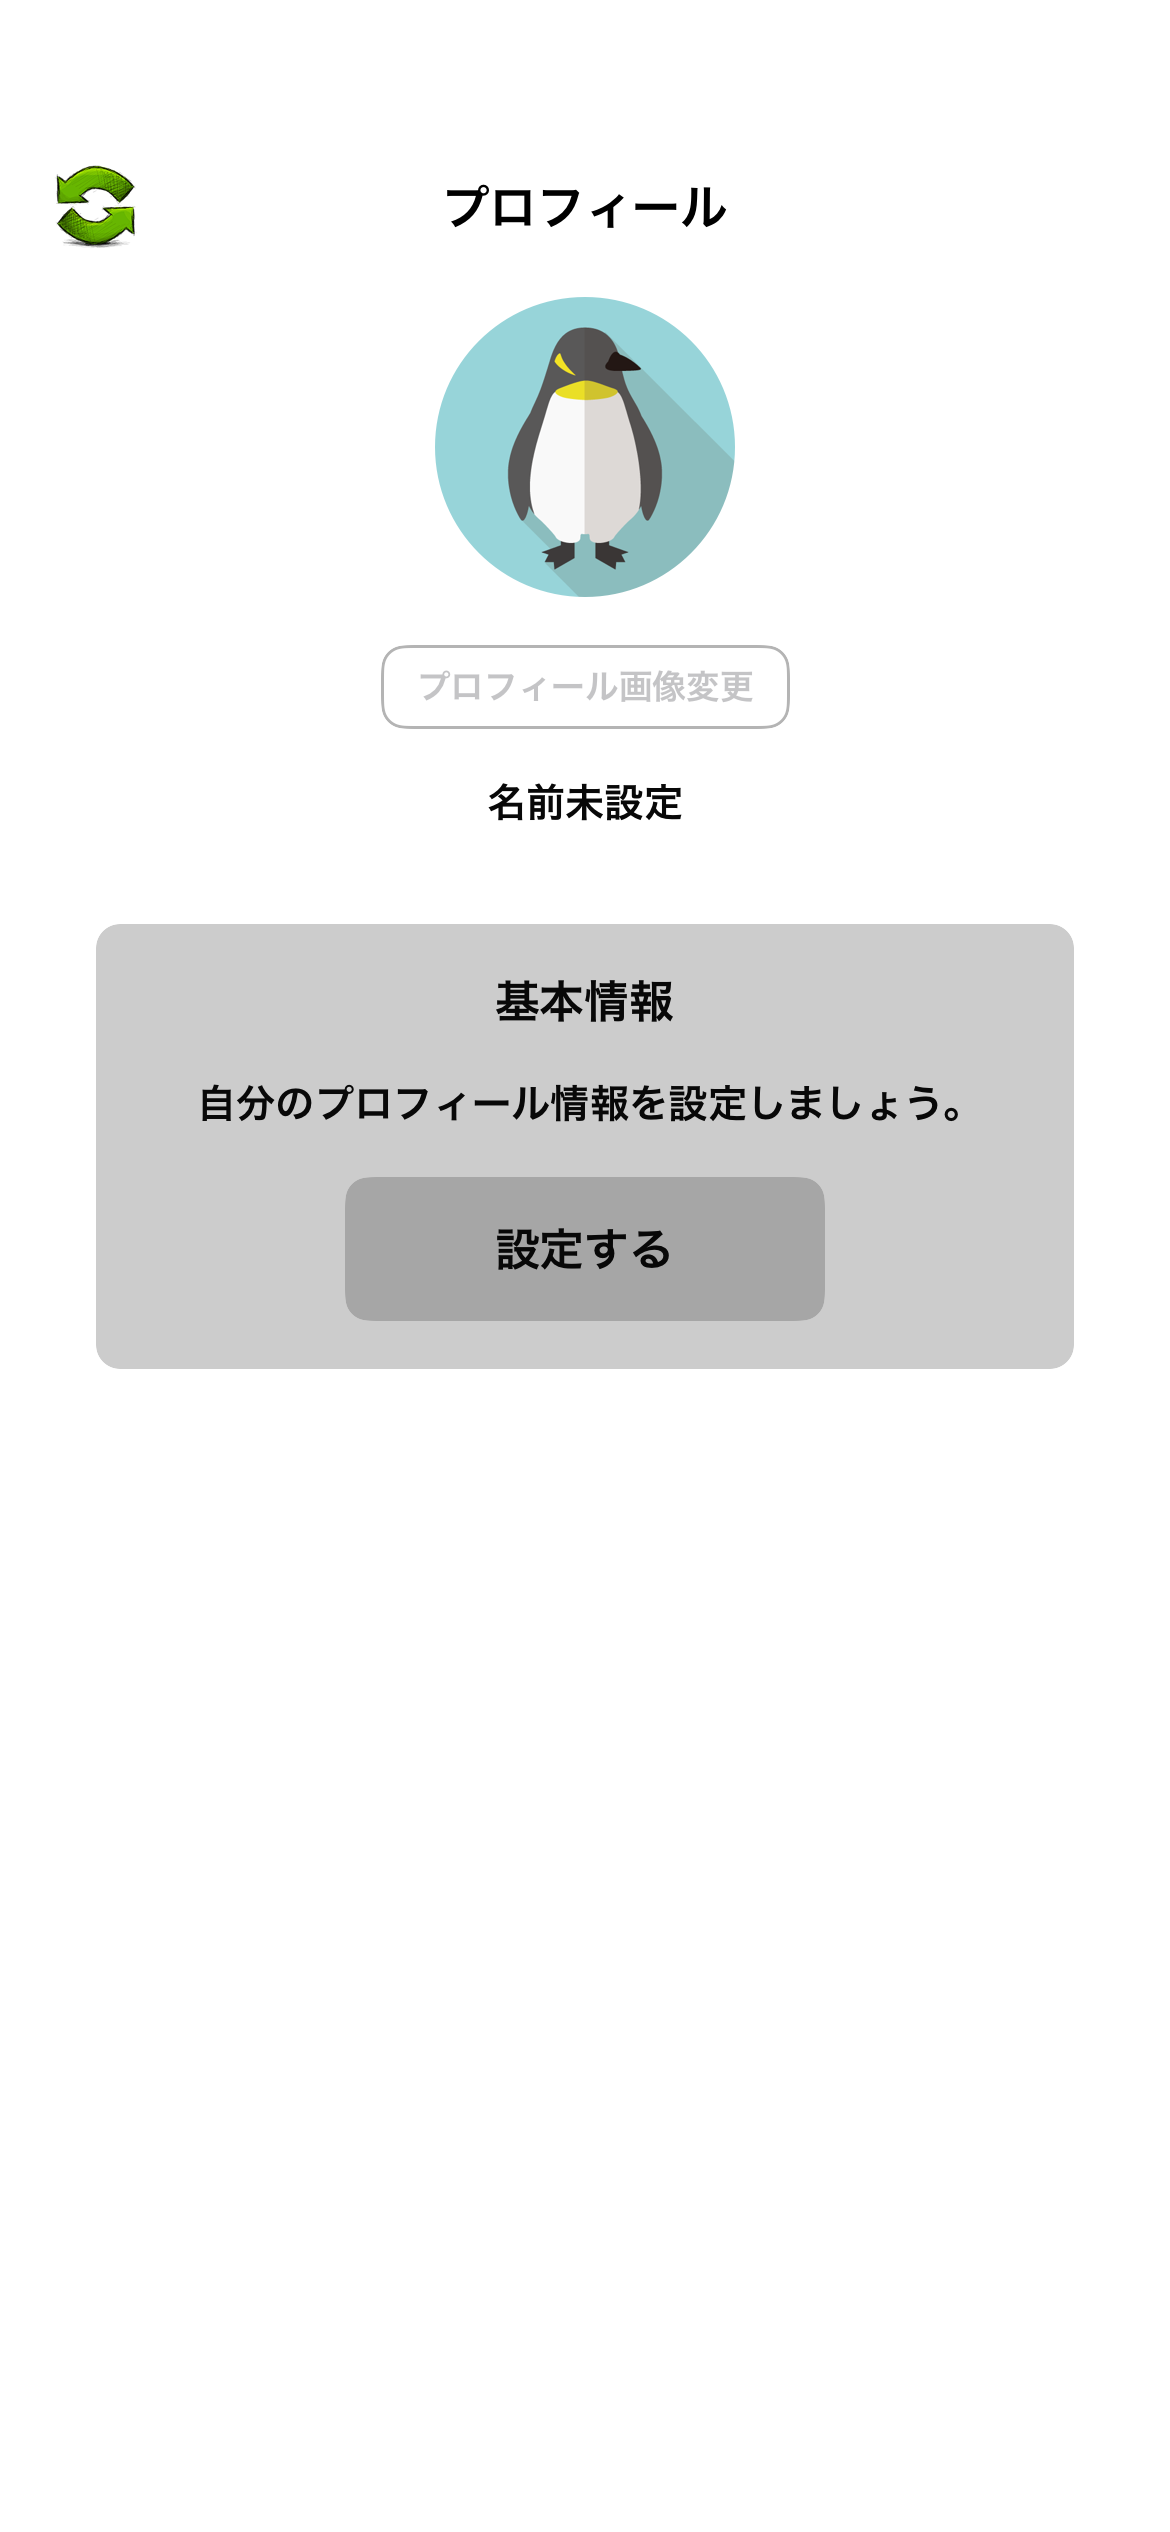 プロフィール
プロフィール画像変更
名前未設定
基本情報
自分のプロフィール情報を設定しましょう。
設定する